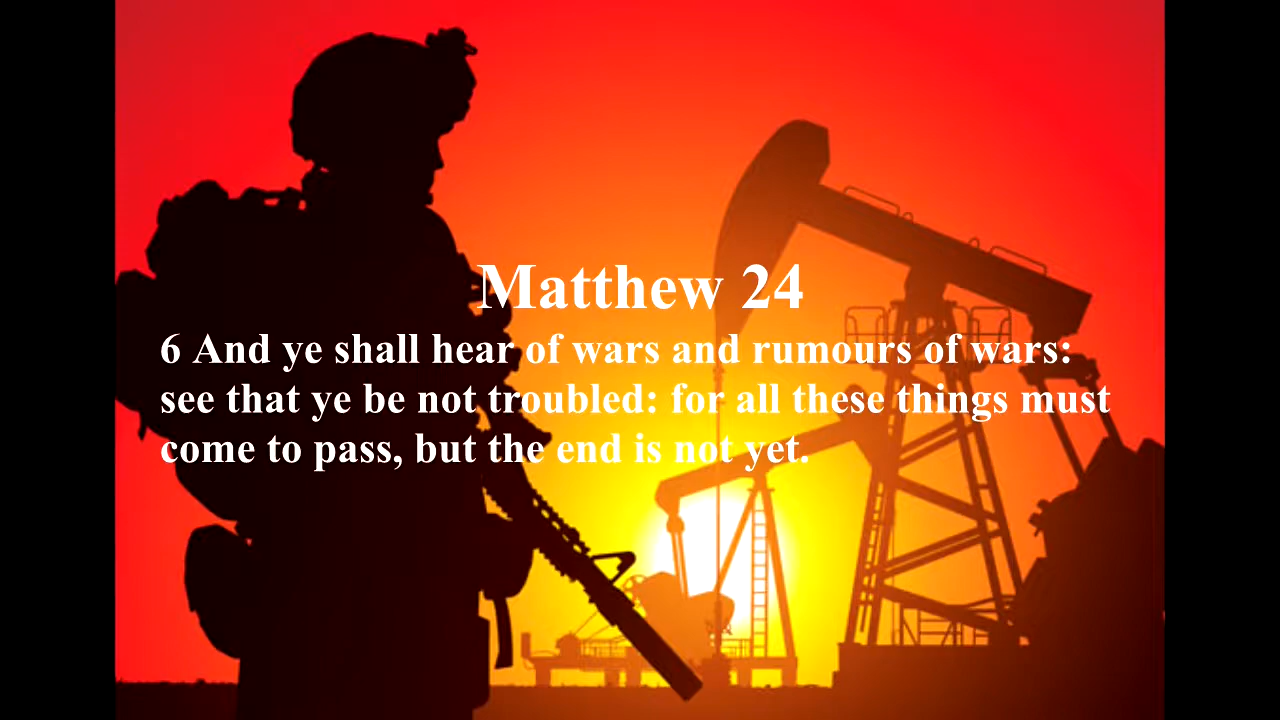 Matthew 24
6 And ye shall hear of wars and rumours of wars:
see that ye be not troubled: for all these things must
come to pass, but the end is not yet.